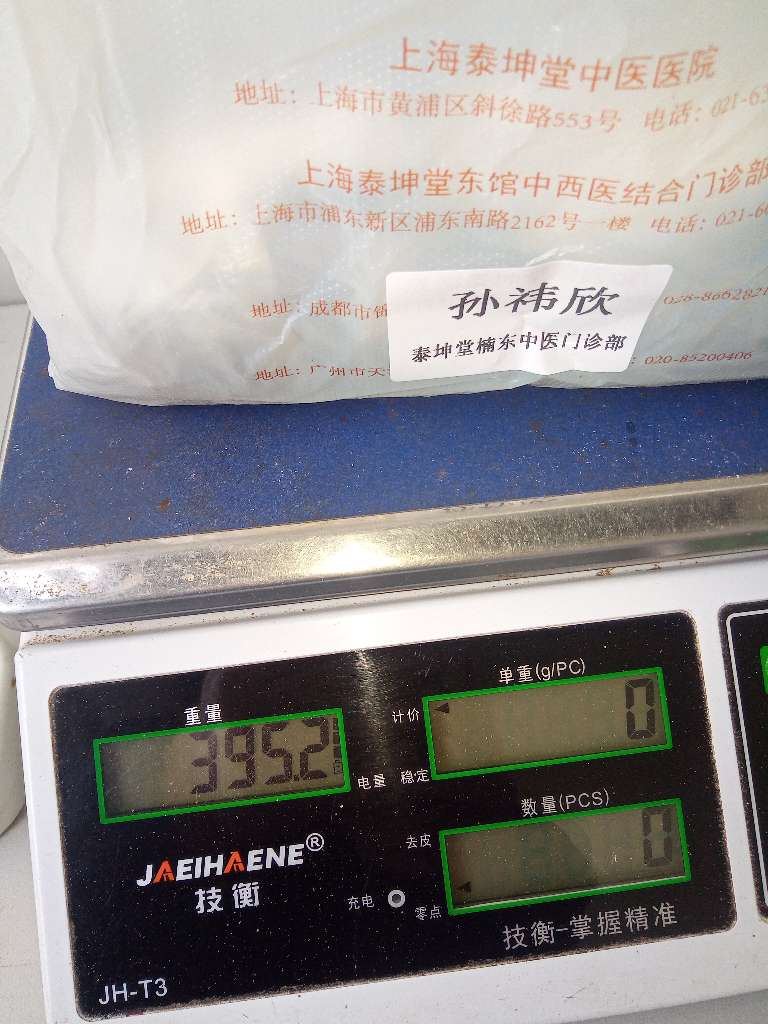 上海泰坤堂中医医院
地址：上海市黄浦区斜徐路553号 电话：021-63
上海泰坤堂东馆中西医结合门诊部
地址：上海市浦东新区浦东南路2162号一楼 电话：021-6
地址：成都市锦 028-8662821
孙祎欣
泰坤堂楠东中医门诊部
地址：广州市天 020-85200406
重量
395.2
电量
单重(g/PC)
计价
0
稳定
数量(PCS)
去皮
0
充电
零点
JAEIHAENE®
技衡
技衡-掌握精准
JH-T3